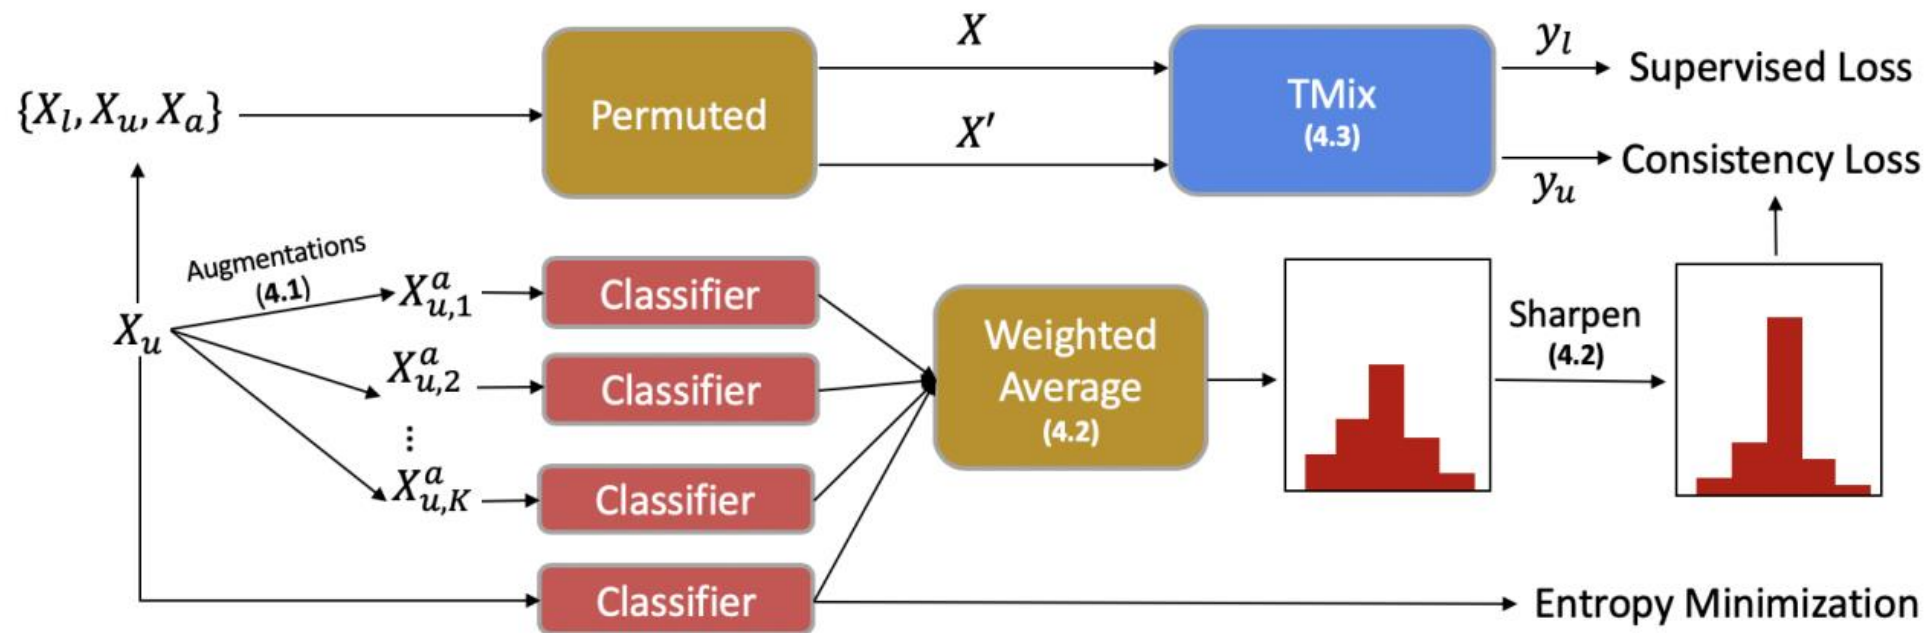 {X_l, X_u, X_a}
Permuted
X
X′
TMix
(4.3)
y_l
Supervised Loss
y_u
Consistency Loss
Augmentations
(4.1)
X_u
X^a_{u,1}
Classifier
X^a_{u,2}
Classifier
⋮
X^a_{u,K}
Classifier
Classifier
Weighted
Average
(4.2)
Sharpen
(4.2)
Entropy Minimization